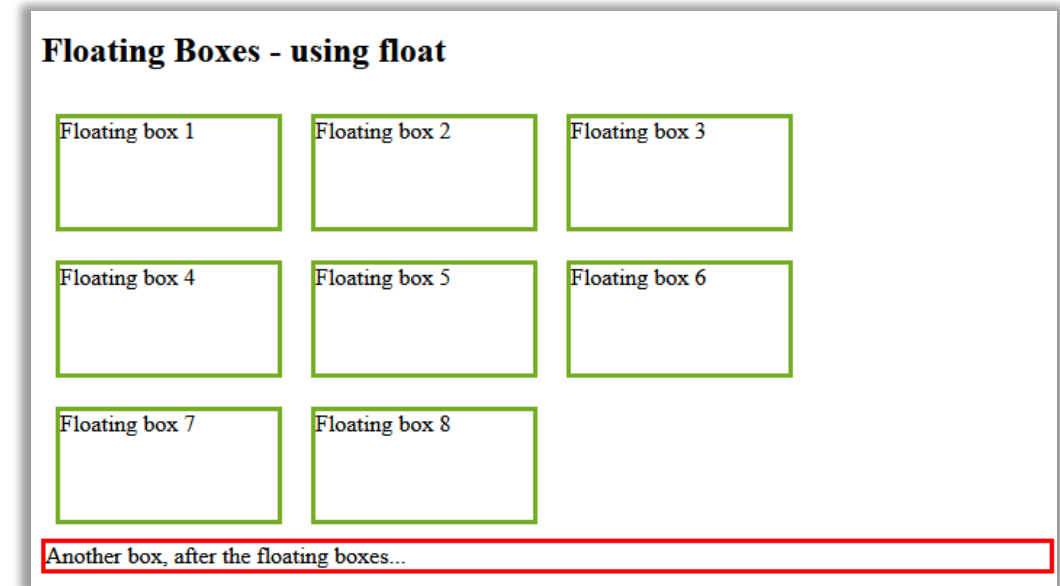 Floating Boxes - using float
Floating box 1
Floating box 2
Floating box 3
Floating box 4
Floating box 5
Floating box 6
Floating box 7
Floating box 8
Another box, after the floating boxes...